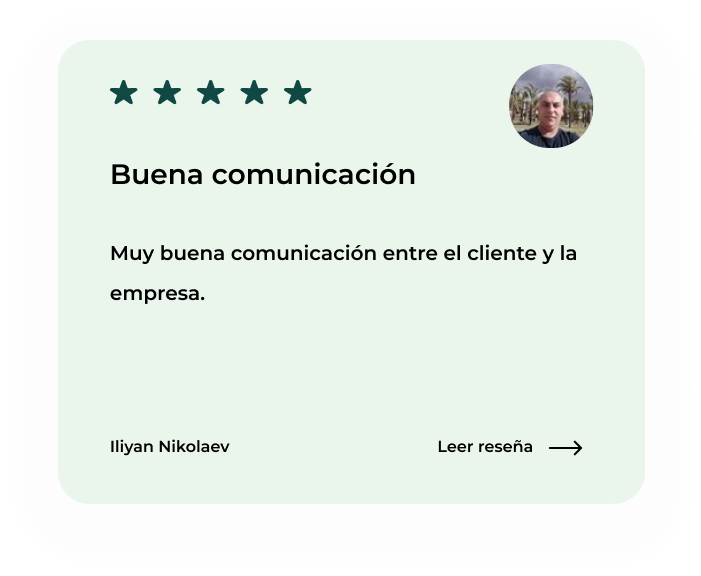 Buena comunicación
Muy buena comunicación entre el cliente y la
empresa.
Iliyan Nikolaev
Leer reseña